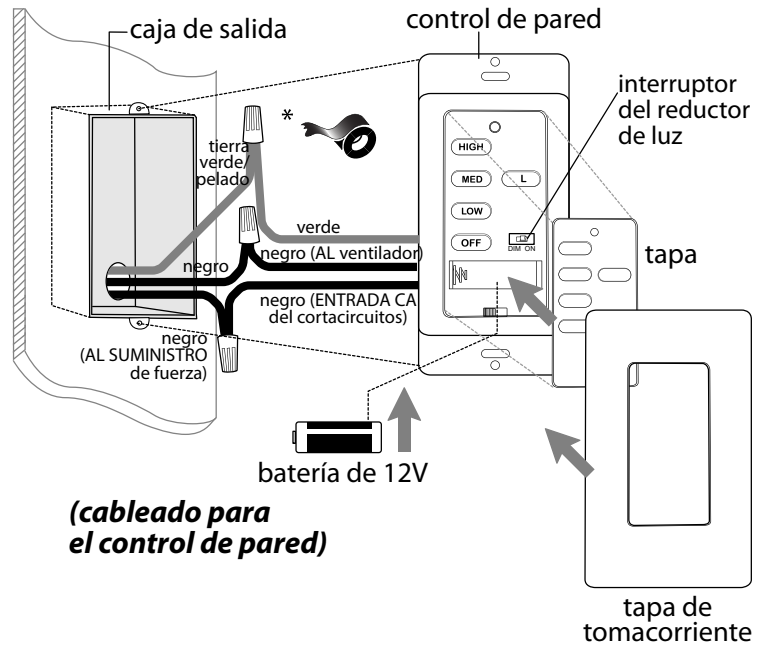 caja de salida
control de pared
interruptor
del reductor
de luz
*
tierra
verde/
pelado
HIGH
MED
L
LOW
OFF
DIM ON
verde
negro
negro (AL ventilador)
negro (ENTRADA CA
del cortacircuitos)
negro
(AL SUMINISTRO
de fuerza)
tapa
batería de 12V
(cableado para
el control de pared)
tapa de
tomacorriente